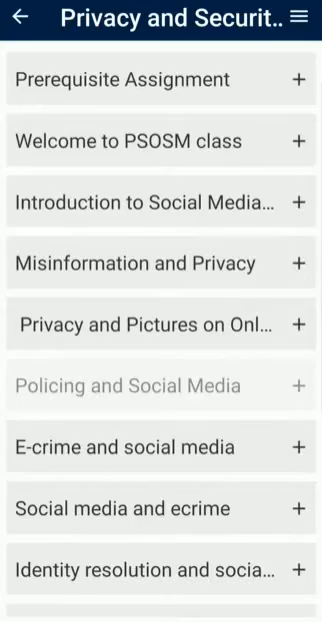 Privacy and Securit..
Prerequisite Assignment
Welcome to PSOSM class
Introduction to Social Media...
Misinformation and Privacy
Privacy and Pictures on Onl...
Policing and Social Media
E-crime and social media
Social media and ecrime
Identity resolution and socia...